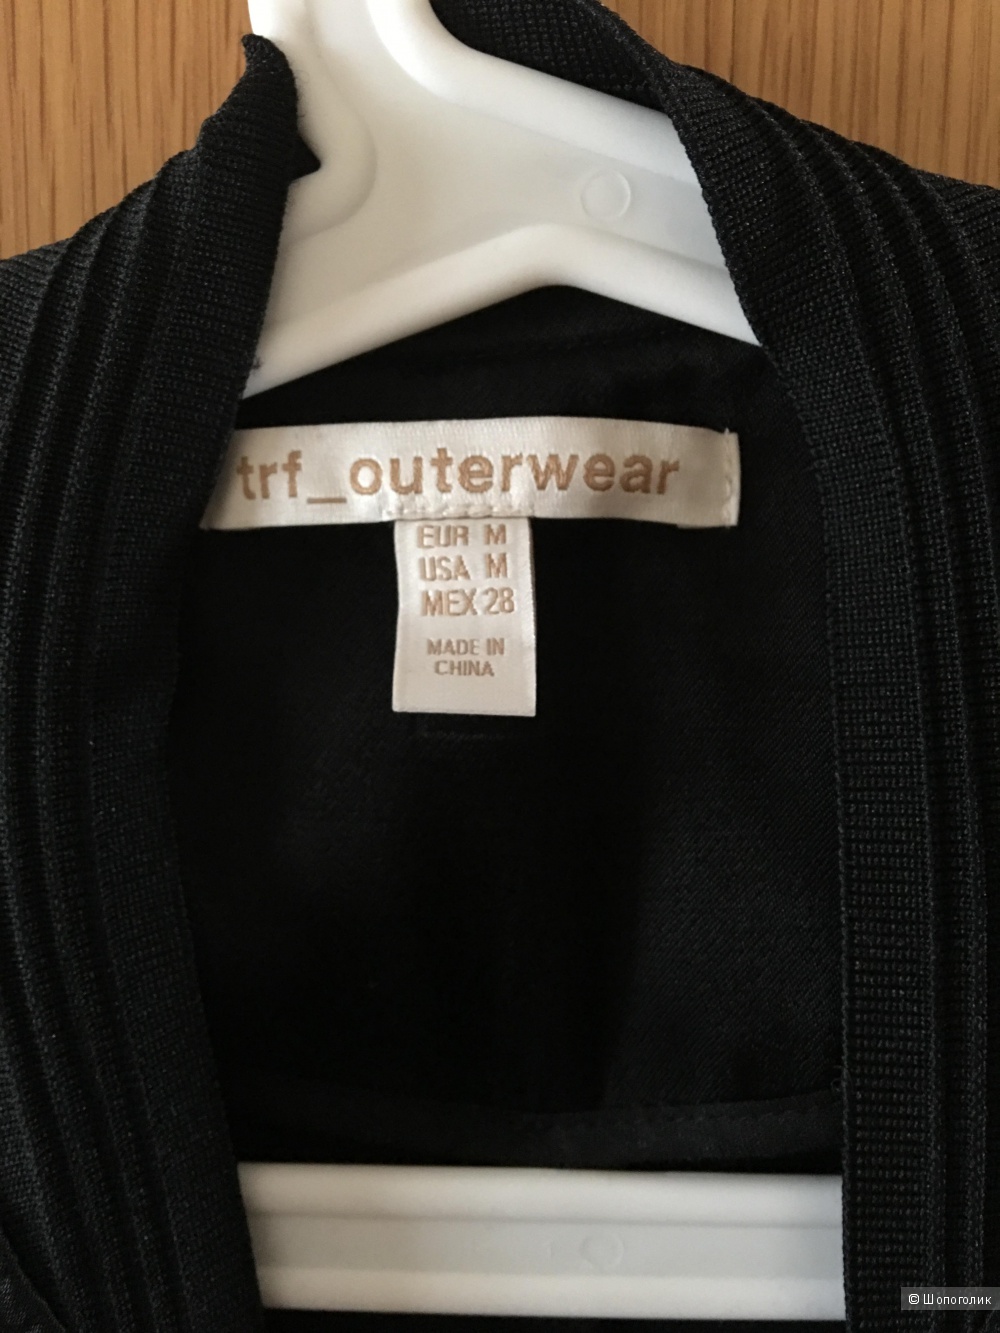 trf_outerwear
EUR M
USA M
MEX 28
MADE IN
CHINA
© Шопоголик